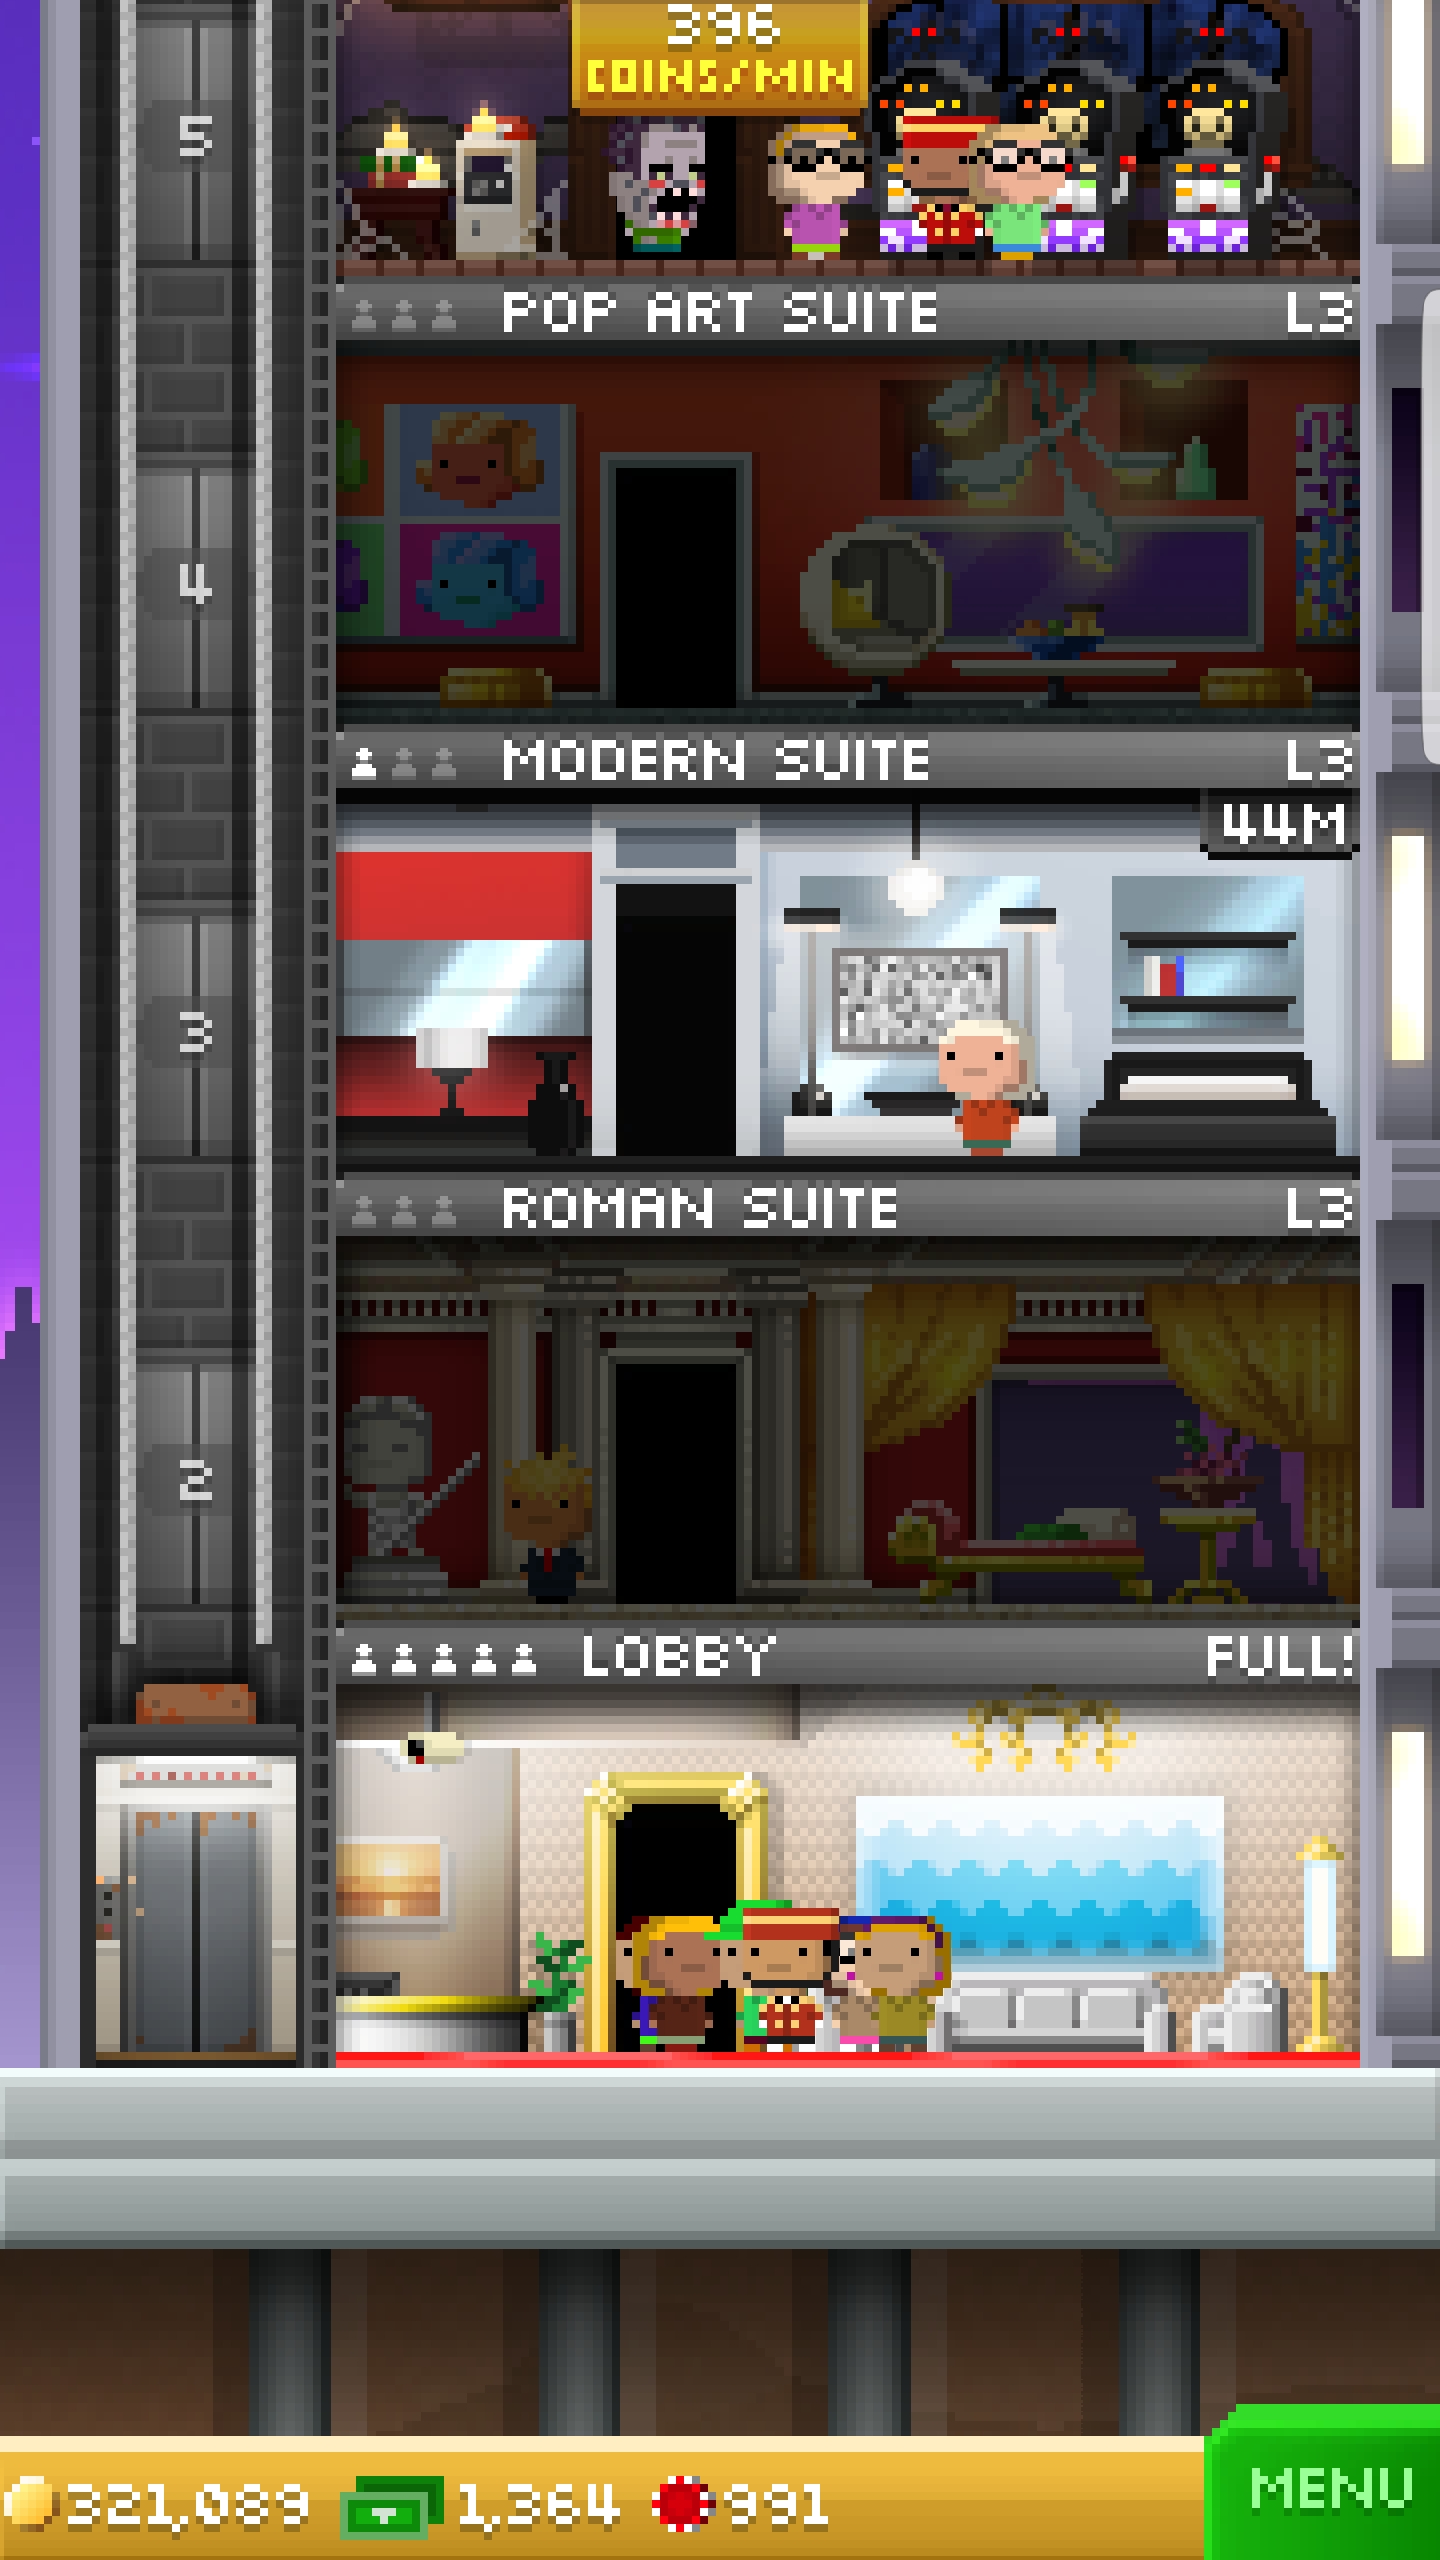 396
COINS/MIN
5
POP ART SUITE L3
4
MODERN SUITE L3
44M
3
ROMAN SUITE L3
2
LOBBY FULL!
321,089 1,364 991
MENU